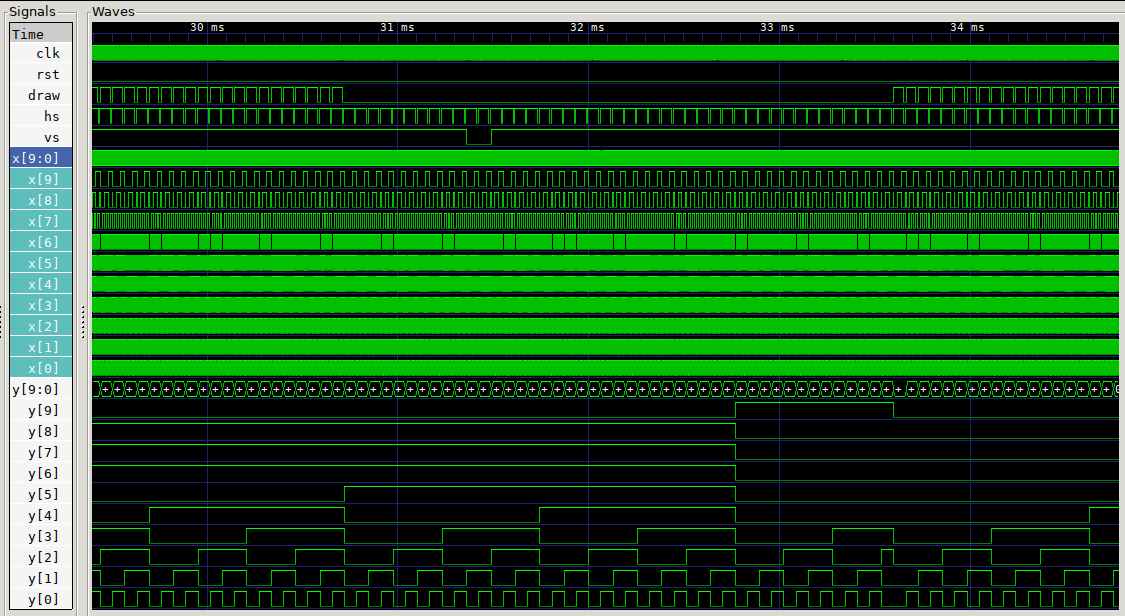 Signals
Waves
Time
30 ms
31 ms
32 ms
33 ms
34 ms
clk
rst
draw
hs
vs
x[9:0]
x[9]
x[8]
x[7]
x[6]
x[5]
x[4]
x[3]
x[2]
x[1]
x[0]
y[9:0]
y[9]
y[8]
y[7]
y[6]
y[5]
y[4]
y[3]
y[2]
y[1]
y[0]